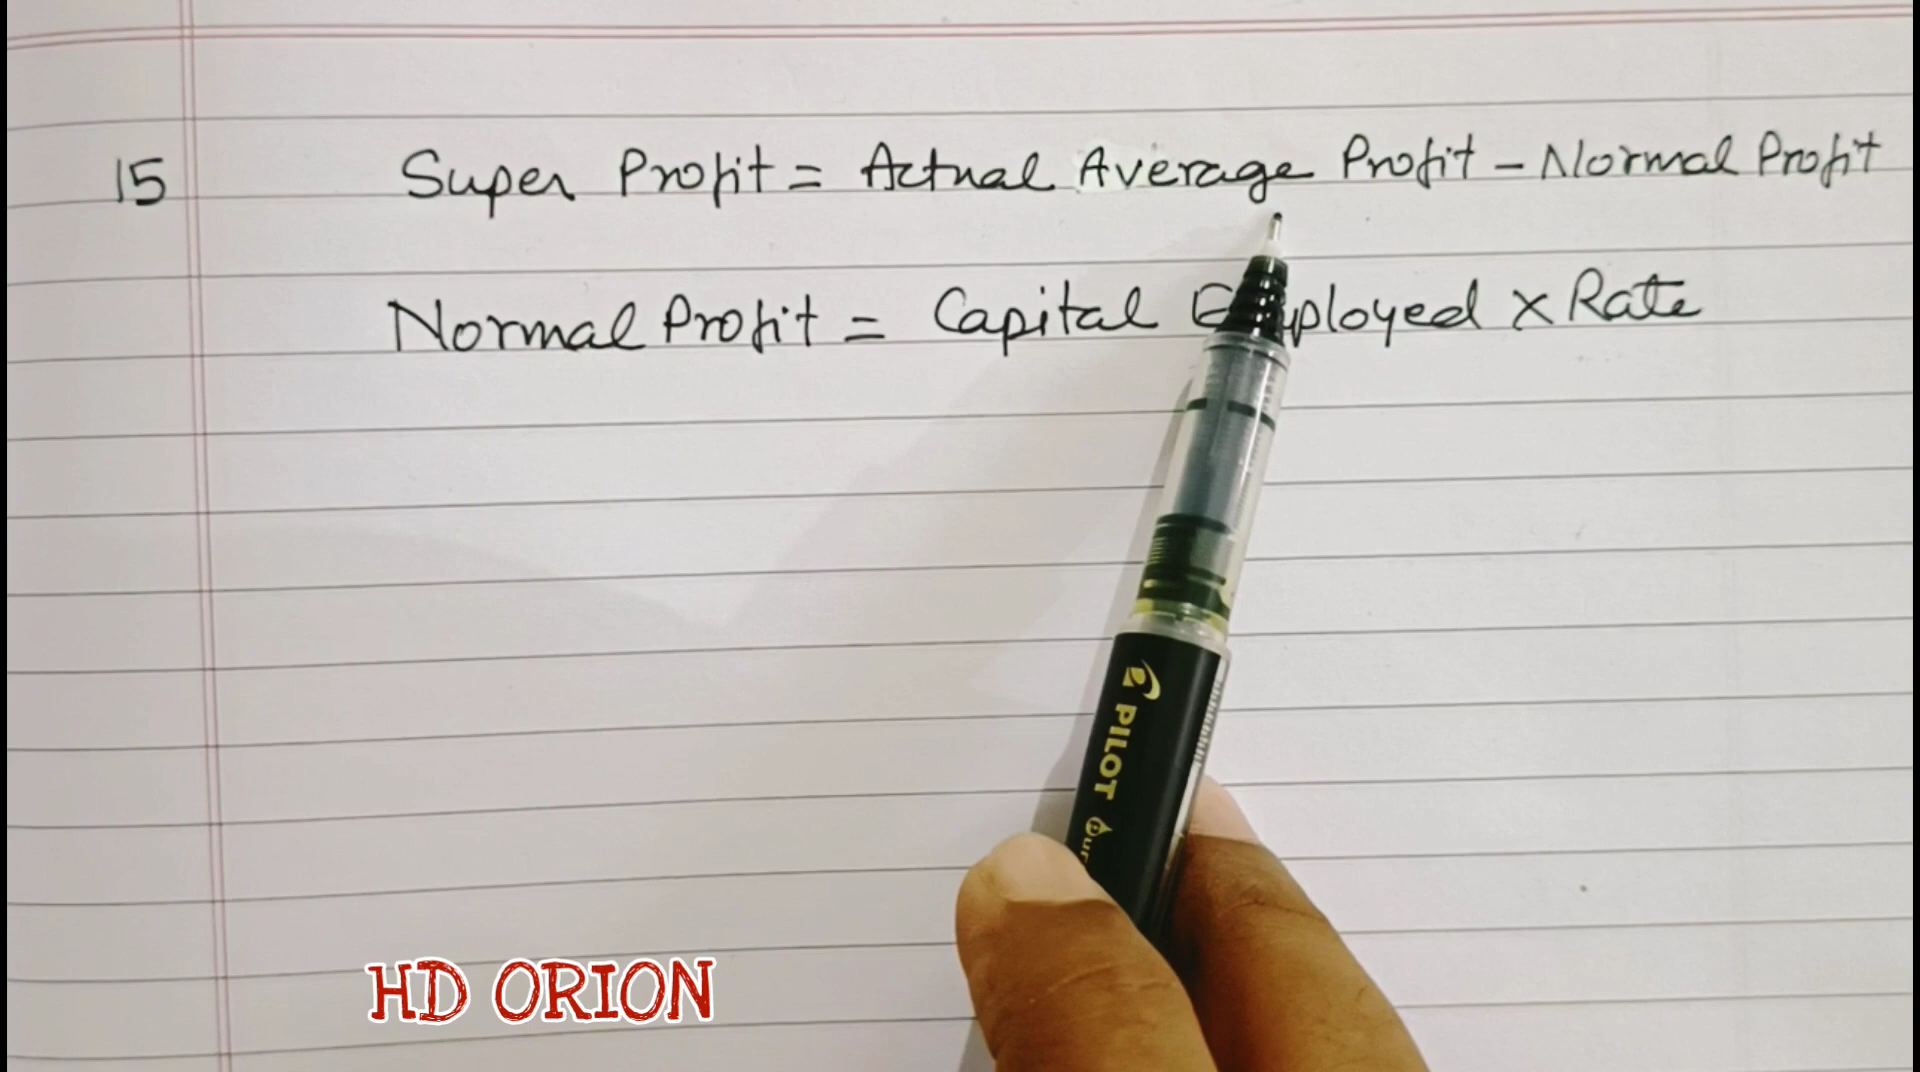 15 Super Profit = Actual Average Profit - Normal Profit
Normal Profit = Capital Employed × Rate
PILOT
HD ORION